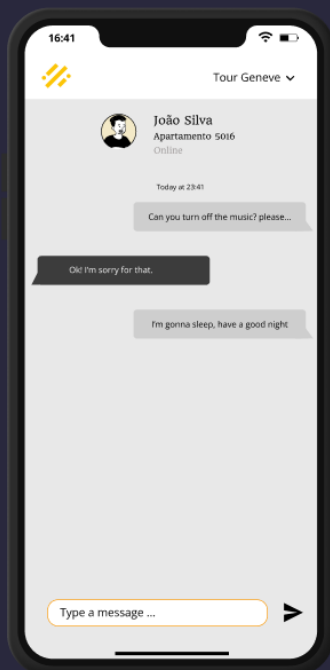 16:41
Tour Geneve
João Silva
Apartamento 5016
Online
Today at 23:41
Can you turn off the music? please...
Ok! I'm sorry for that.
I'm gonna sleep, have a good night
Type a message ...